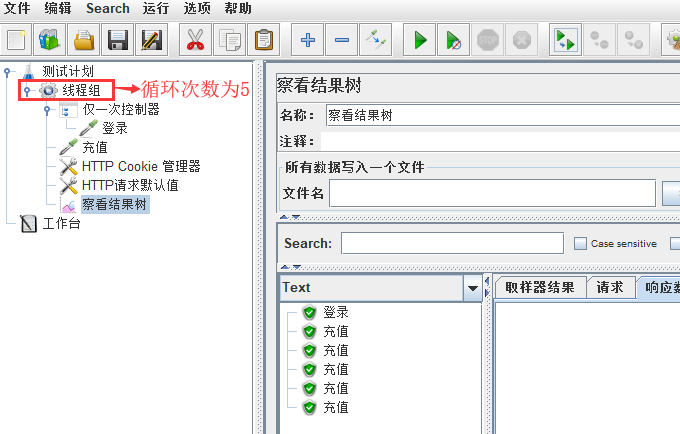 文件 编辑 Search 运行 选项 帮助
测试计划
线程组 循环次数为5
仅一次控制器
登录
充值
HTTP Cookie 管理器
HTTP请求默认值
察看结果树
工作台
察看结果树
名称： 察看结果树
注释：
所有数据写入一个文件
文件名
Search: Case sensitive
Text
登录
充值
充值
充值
充值
充值
取样器结果 请求 响应数